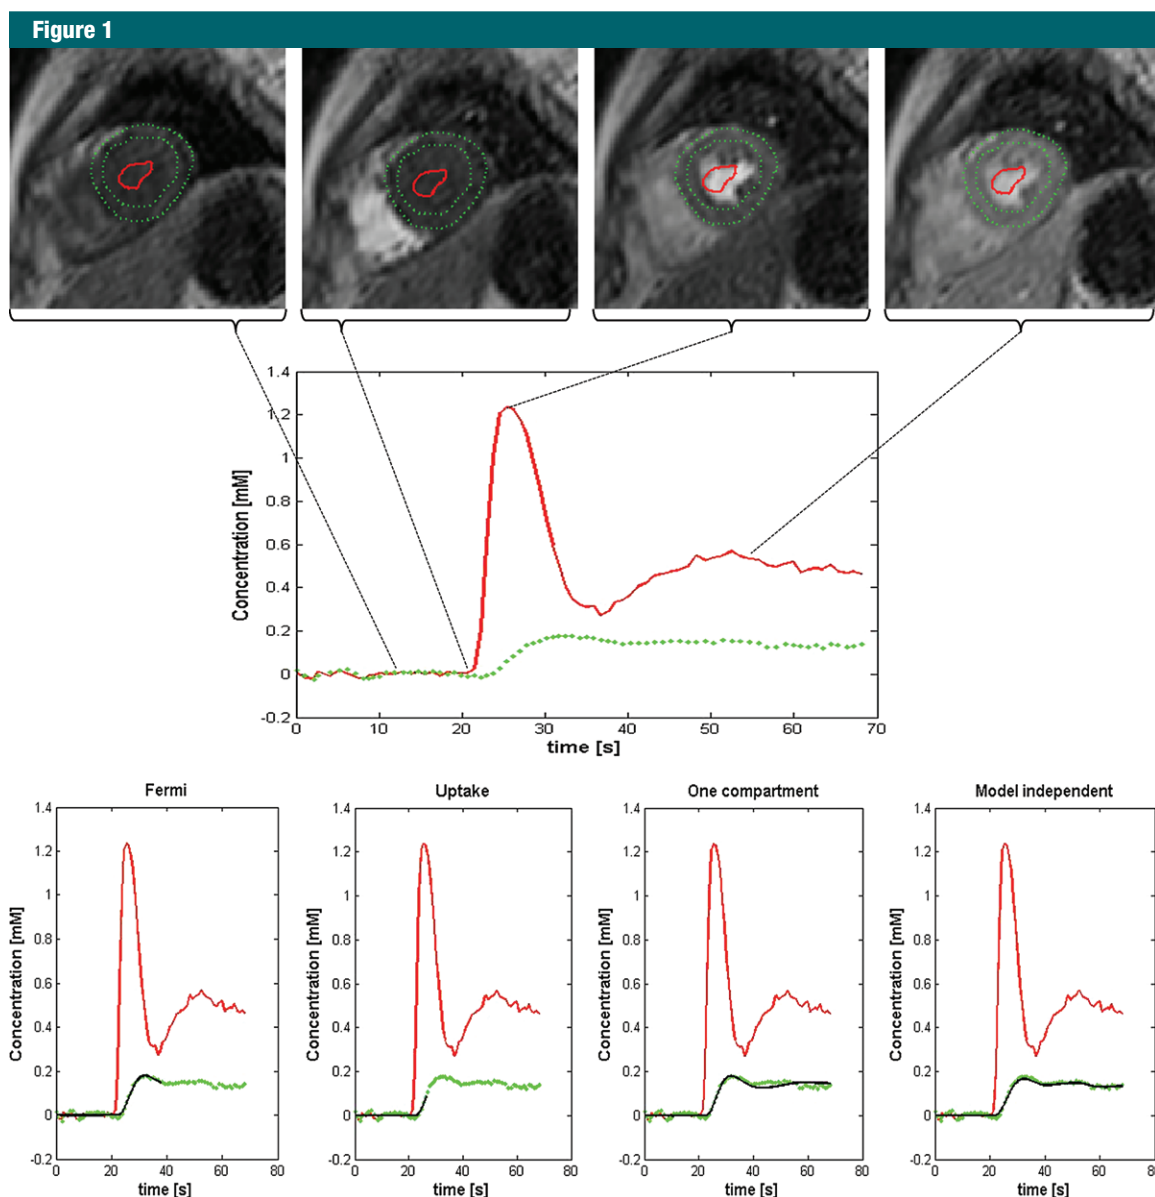 Figure 1
1.4
1.2
1
0.8
0.6
0.4
0.2
0
-0.2
Concentration [mM]
0 10 20 30 40 50 60 70
time [s]
Fermi
1.4
1.2
1
0.8
0.6
0.4
0.2
0
-0.2
Concentration [mM]
0 20 40 60 80
time [s]
Uptake
1.4
1.2
1
0.8
0.6
0.4
0.2
0
-0.2
Concentration [mM]
0 20 40 60 80
time [s]
One compartment
1.4
1.2
1
0.8
0.6
0.4
0.2
0
-0.2
Concentration [mM]
0 20 40 60 80
time [s]
Model independent
1.4
1.2
1
0.8
0.6
0.4
0.2
0
-0.2
Concentration [mM]
0 20 40 60 80
time [s]